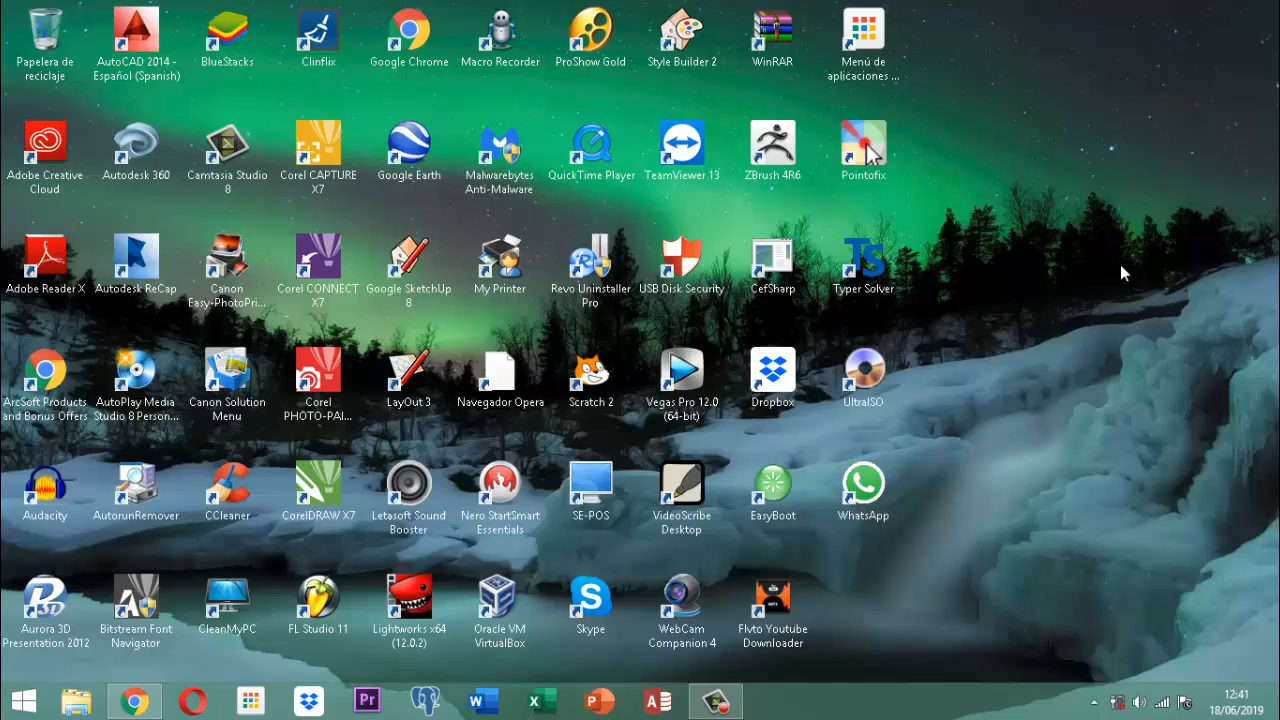 Papelera de
reciclaje
AutoCAD 2014 -
Español (Spanish)
BlueStacks
Clinflix
Google Chrome
Macro Recorder
ProShow Gold
Style Builder 2
WinRAR
Menú de
aplicaciones ...
Adobe Creative
Cloud
Autodesk 360
Camtasia Studio
8
Corel CAPTURE
X7
Google Earth
Malwarebytes
Anti-Malware
QuickTime Player
TeamViewer 13
ZBrush 4R6
Pointofix
Adobe Reader X
Autodesk ReCap
Canon
Easy-PhotoPri...
Corel CONNECT
X7
Google SketchUp
8
My Printer
Revo Uninstaller
Pro
USB Disk Security
CefSharp
TS
Typer Solver
ArcSoft Products
and Bonus Offers
AutoPlay Media
Studio 8 Person...
Canon Solution
Menu
Corel
PHOTO-PAI...
LayOut 3
Navegador Opera
Scratch 2
Vegas Pro 12.0
(64-bit)
Dropbox
UltraISO
Audacity
AutorunRemover
CCleaner
CorelDRAW X7
Letasoft Sound
Booster
Nero StartSmart
Essentials
SE-POS
VideoScribe
Desktop
EasyBoot
WhatsApp
Aurora 3D
Presentation 2012
Bitstream Font
Navigator
CleanMyPC
FL Studio 11
Lightworks x64
(12.0.2)
Oracle VM
VirtualBox
Skype
WebCam
Companion 4
Flvto Youtube
Downloader
Pr
12:41
18/06/2019